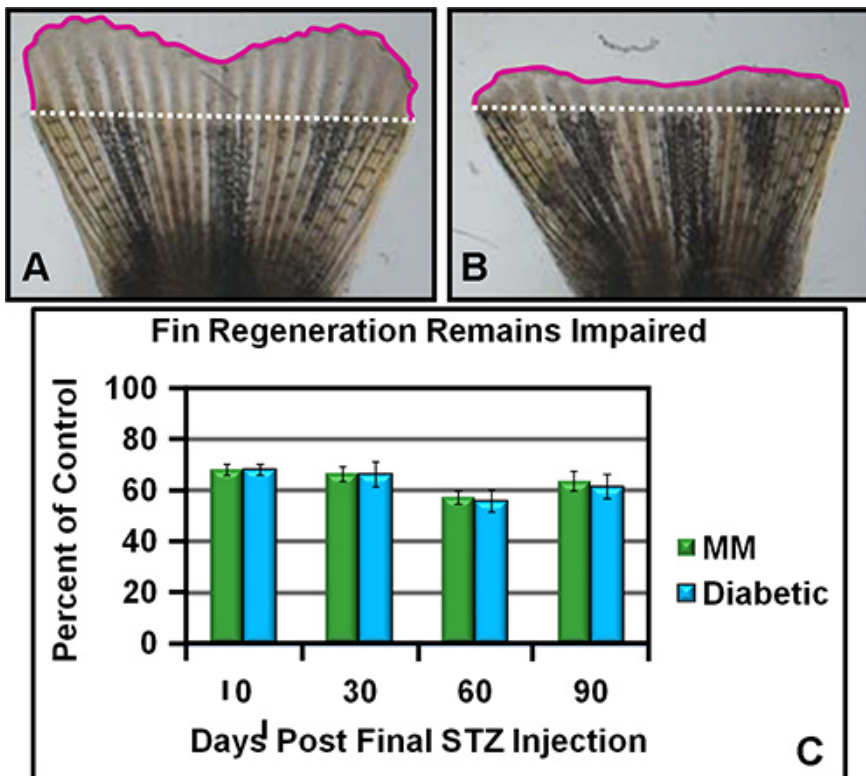 A
B
Fin Regeneration Remains Impaired
Percent of Control
100
80
60
40
20
0
MM
Diabetic
10 30 60 90
Days Post Final STZ Injection
C